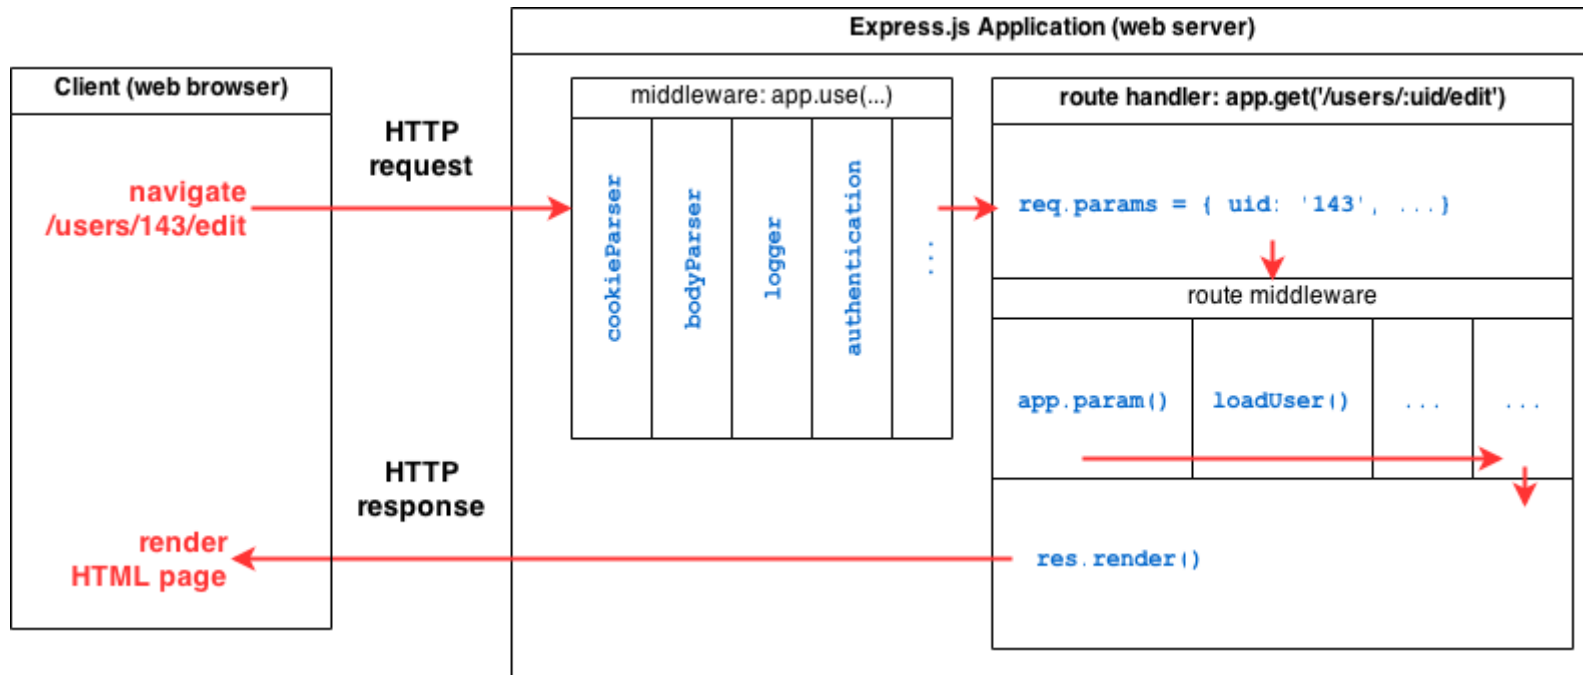 Express.js Application (web server)
Client (web browser)
navigate
/users/143/edit
HTTP
request
middleware: app.use(...)
cookieParser
bodyParser
logger
authentication
...
route handler: app.get('/users/:uid/edit')
req.params = { uid: '143', ...}
route middleware
app.param()
loadUser()
...
...
HTTP
response
render
HTML page
res.render()